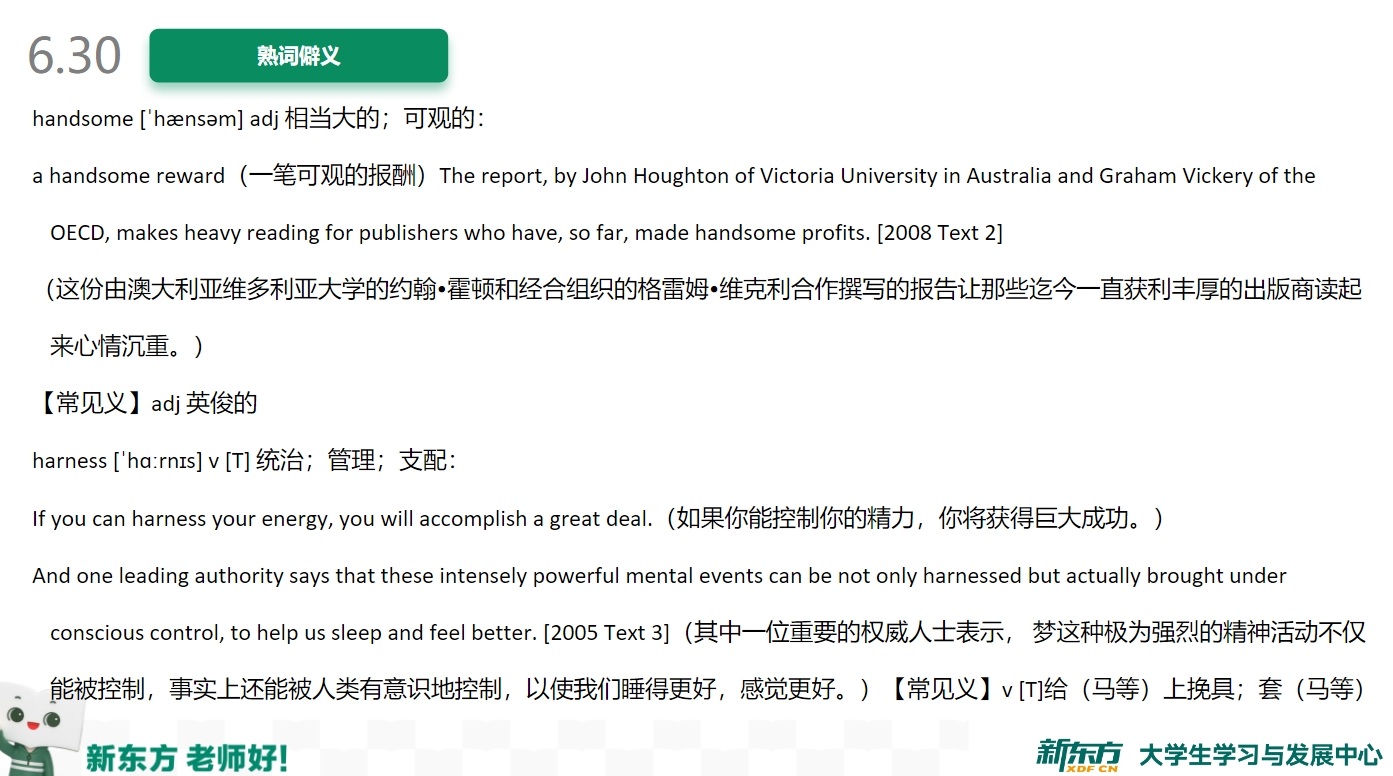 6.30 熟词僻义
handsome [ˈhænsəm] adj 相当大的；可观的：
a handsome reward（一笔可观的报酬）The report, by John Houghton of Victoria University in Australia and Graham Vickery of the
OECD, makes heavy reading for publishers who have, so far, made handsome profits. [2008 Text 2]
（这份由澳大利亚维多利亚大学的约翰•霍顿和经合组织的格雷姆•维克利合作撰写的报告让那些迄今一直获利丰厚的出版商读起
来心情沉重。）
【常见义】adj 英俊的
harness [ˈhɑːrnɪs] v [T] 统治；管理；支配：
If you can harness your energy, you will accomplish a great deal.（如果你能控制你的精力，你将获得巨大成功。）
And one leading authority says that these intensely powerful mental events can be not only harnessed but actually brought under
conscious control, to help us sleep and feel better. [2005 Text 3]（其中一位重要的权威人士表示， 梦这种极为强烈的精神活动不仅
能被控制，事实上还能被人类有意识地控制，以使我们睡得更好，感觉更好。）【常见义】v [T]给（马等）上挽具；套（马等）
新东方 老师好!
新东方 XDF.CN 大学生学习与发展中心